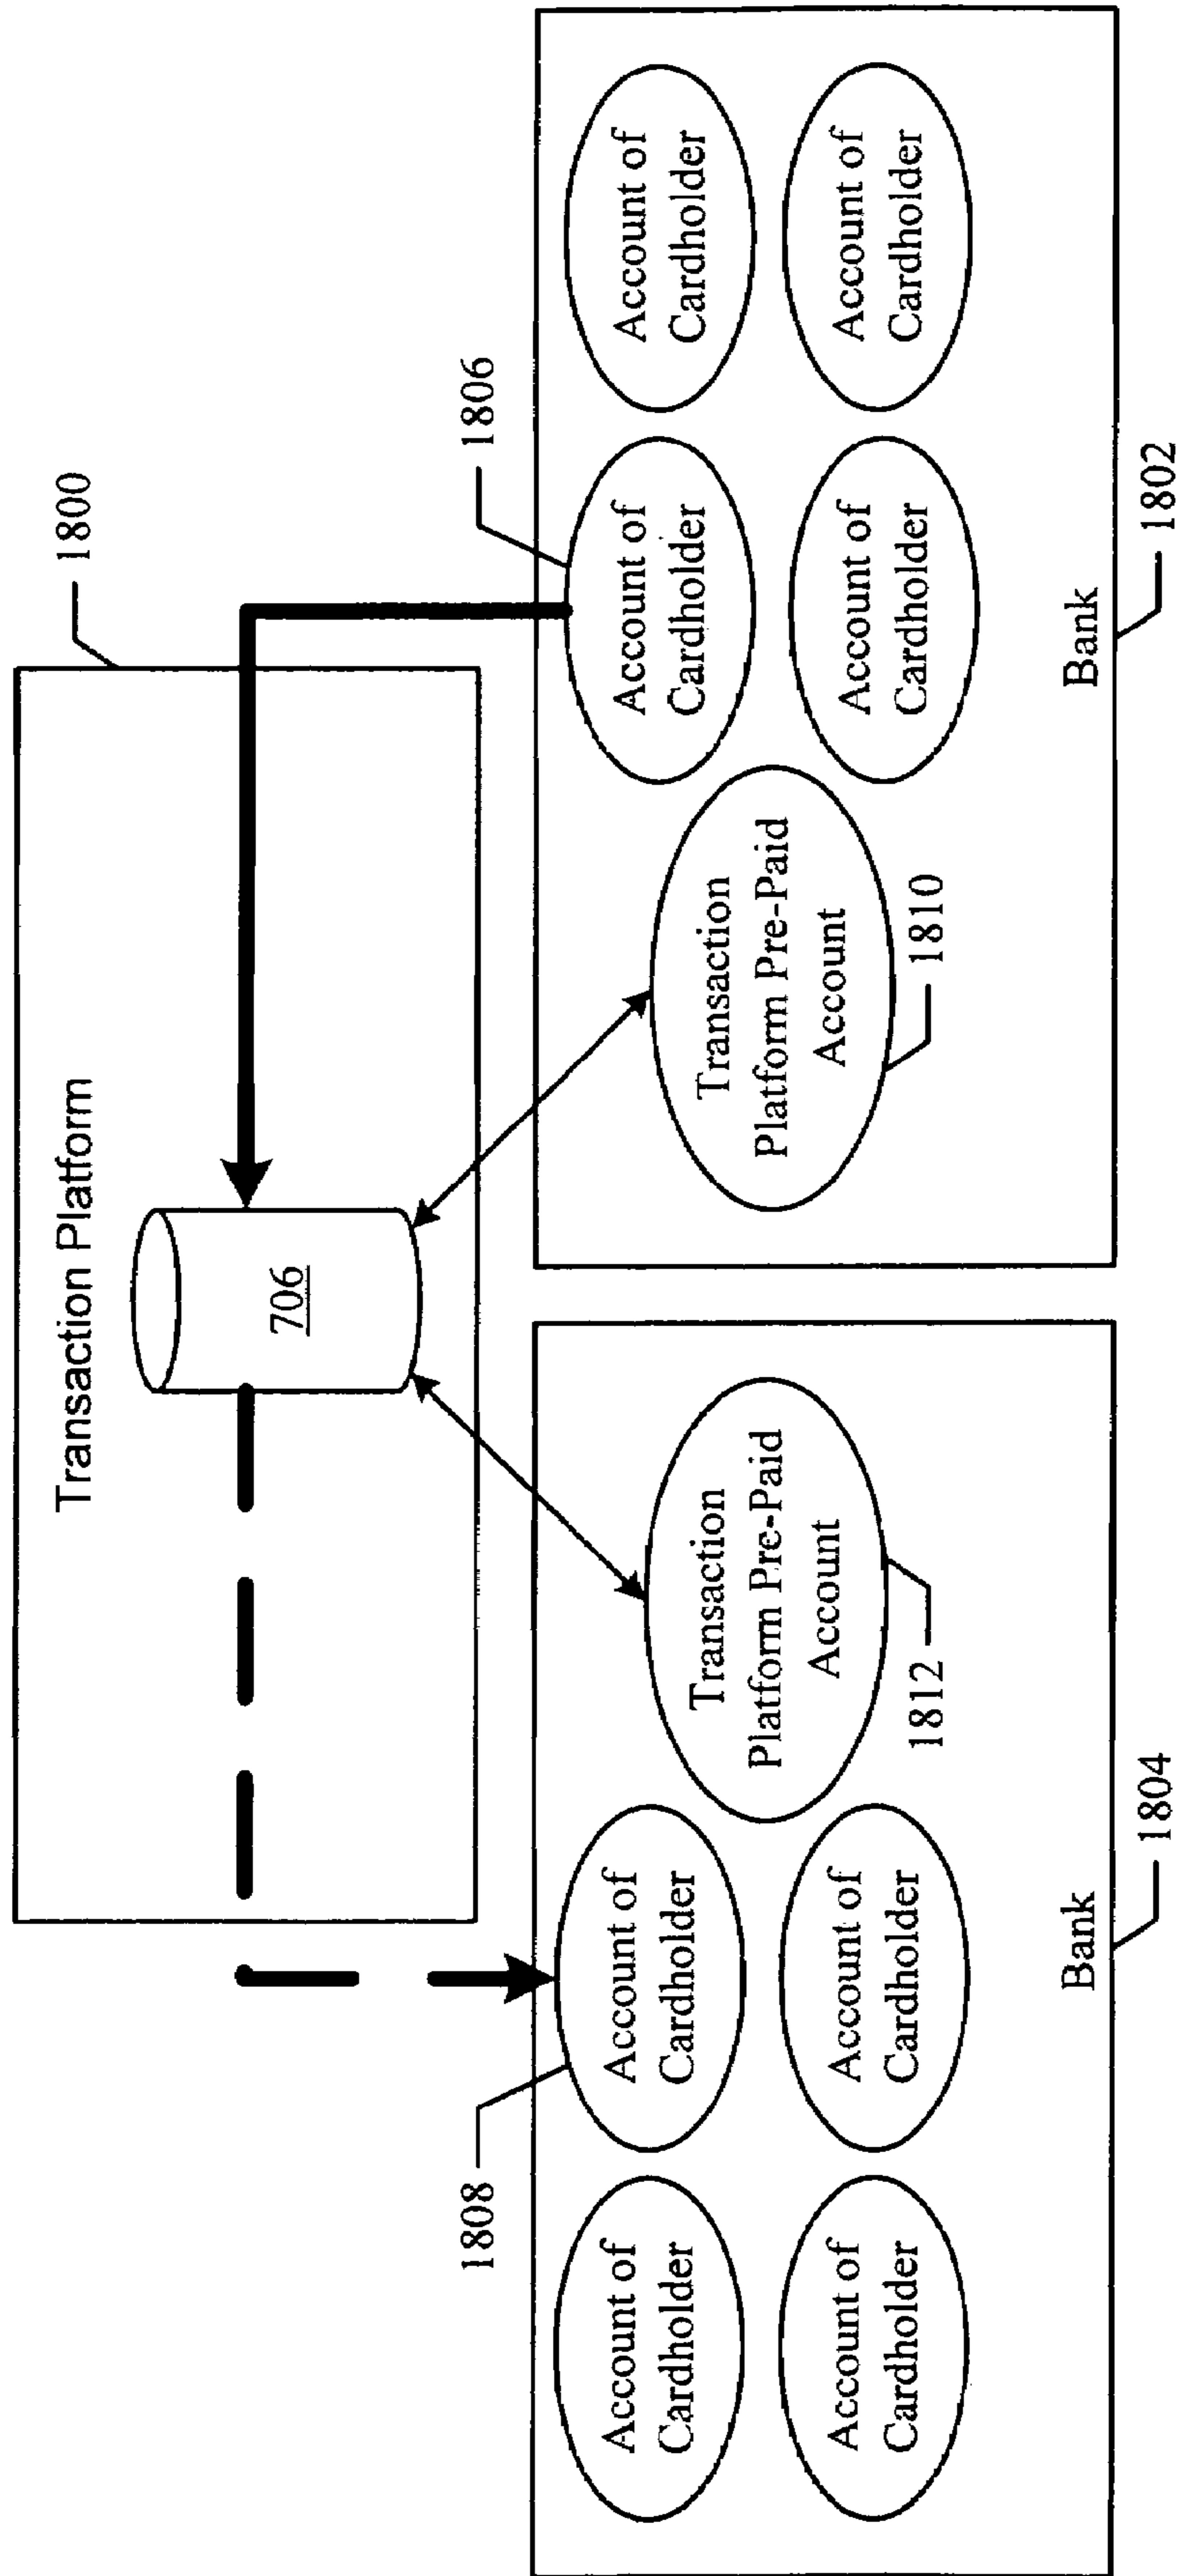 Transaction Platform
1800
706
1808
1806
Account of
Cardholder
Account of
Cardholder
Transaction
Platform Pre-Paid
Account
1812
Account of
Cardholder
Account of
Cardholder
Bank
1804
Transaction
Platform Pre-Paid
Account
1810
Account of
Cardholder
Account of
Cardholder
Account of
Cardholder
Account of
Cardholder
Bank
1802